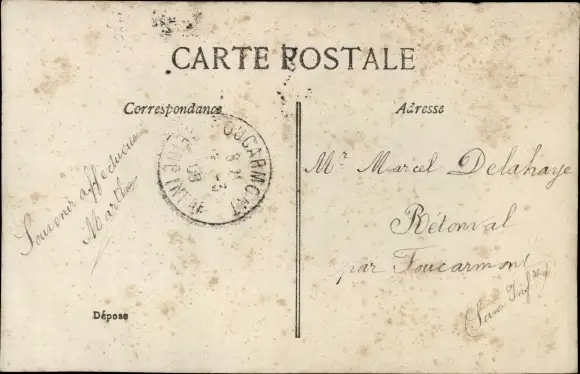 CARTE POSTALE
Correspondance
Adresse
Souvenir affectueux
Marthe
FOUCARMONT
Mr Marcel Delahaye
Rétonval
par Foucarmont
(Seine Infre)
Déposé